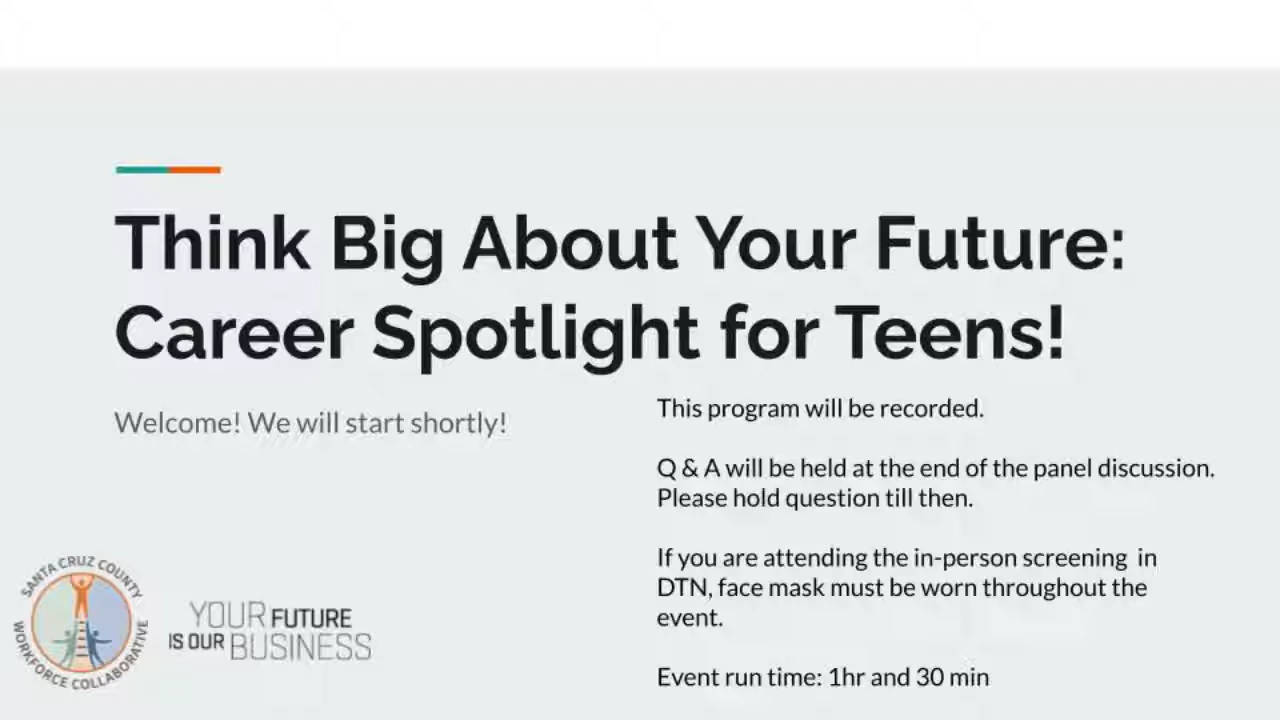 Think Big About Your Future:
Career Spotlight for Teens!
Welcome! We will start shortly!
This program will be recorded.
Q & A will be held at the end of the panel discussion.
Please hold question till then.
If you are attending the in-person screening in
DTN, face mask must be worn throughout the
event.
Event run time: 1hr and 30 min
SANTA CRUZ COUNTY
WORKFORCE COLLABORATIVE
YOUR FUTURE
IS OUR BUSINESS